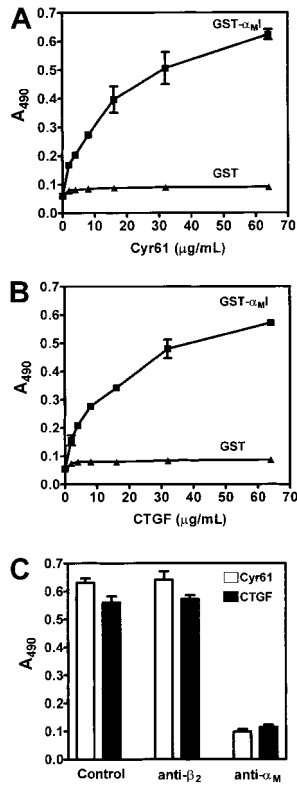 A
GST-αMI
A490
0.7
0.6
0.5
0.4
0.3
0.2
0.1
0.0
GST
0 10 20 30 40 50 60 70
Cyr61 (μg/mL)
B
GST-αMI
A490
0.7
0.6
0.5
0.4
0.3
0.2
0.1
0.0
GST
0 10 20 30 40 50 60 70
CTGF (μg/mL)
C
A490
0.7
0.6
0.5
0.4
0.3
0.2
0.1
0.0
Cyr61
CTGF
Control anti-β2 anti-αM